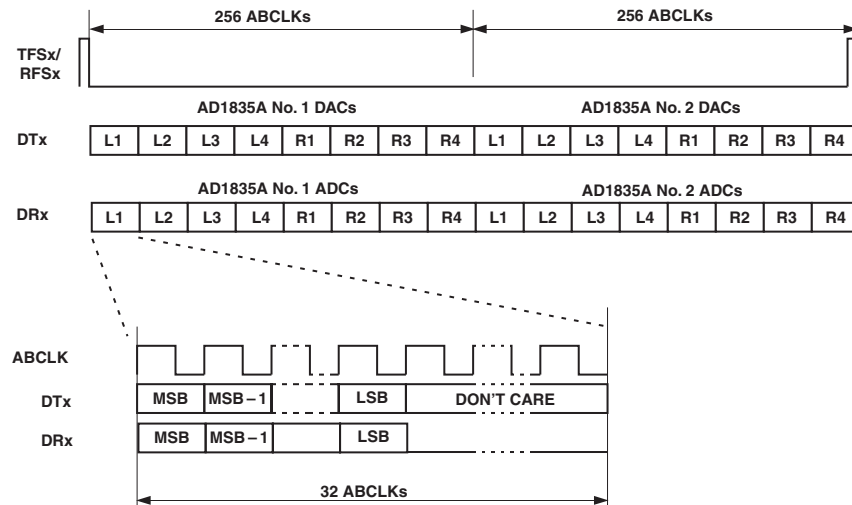 256 ABCLKs 256 ABCLKs
TFSx/
RFSx
AD1835A No. 1 DACs AD1835A No. 2 DACs
DTx L1 L2 L3 L4 R1 R2 R3 R4 L1 L2 L3 L4 R1 R2 R3 R4
AD1835A No. 1 ADCs AD1835A No. 2 ADCs
DRx L1 L2 L3 L4 R1 R2 R3 R4 L1 L2 L3 L4 R1 R2 R3 R4
ABCLK
DTx MSB MSB–1 LSB DON'T CARE
DRx MSB MSB–1 LSB
32 ABCLKs